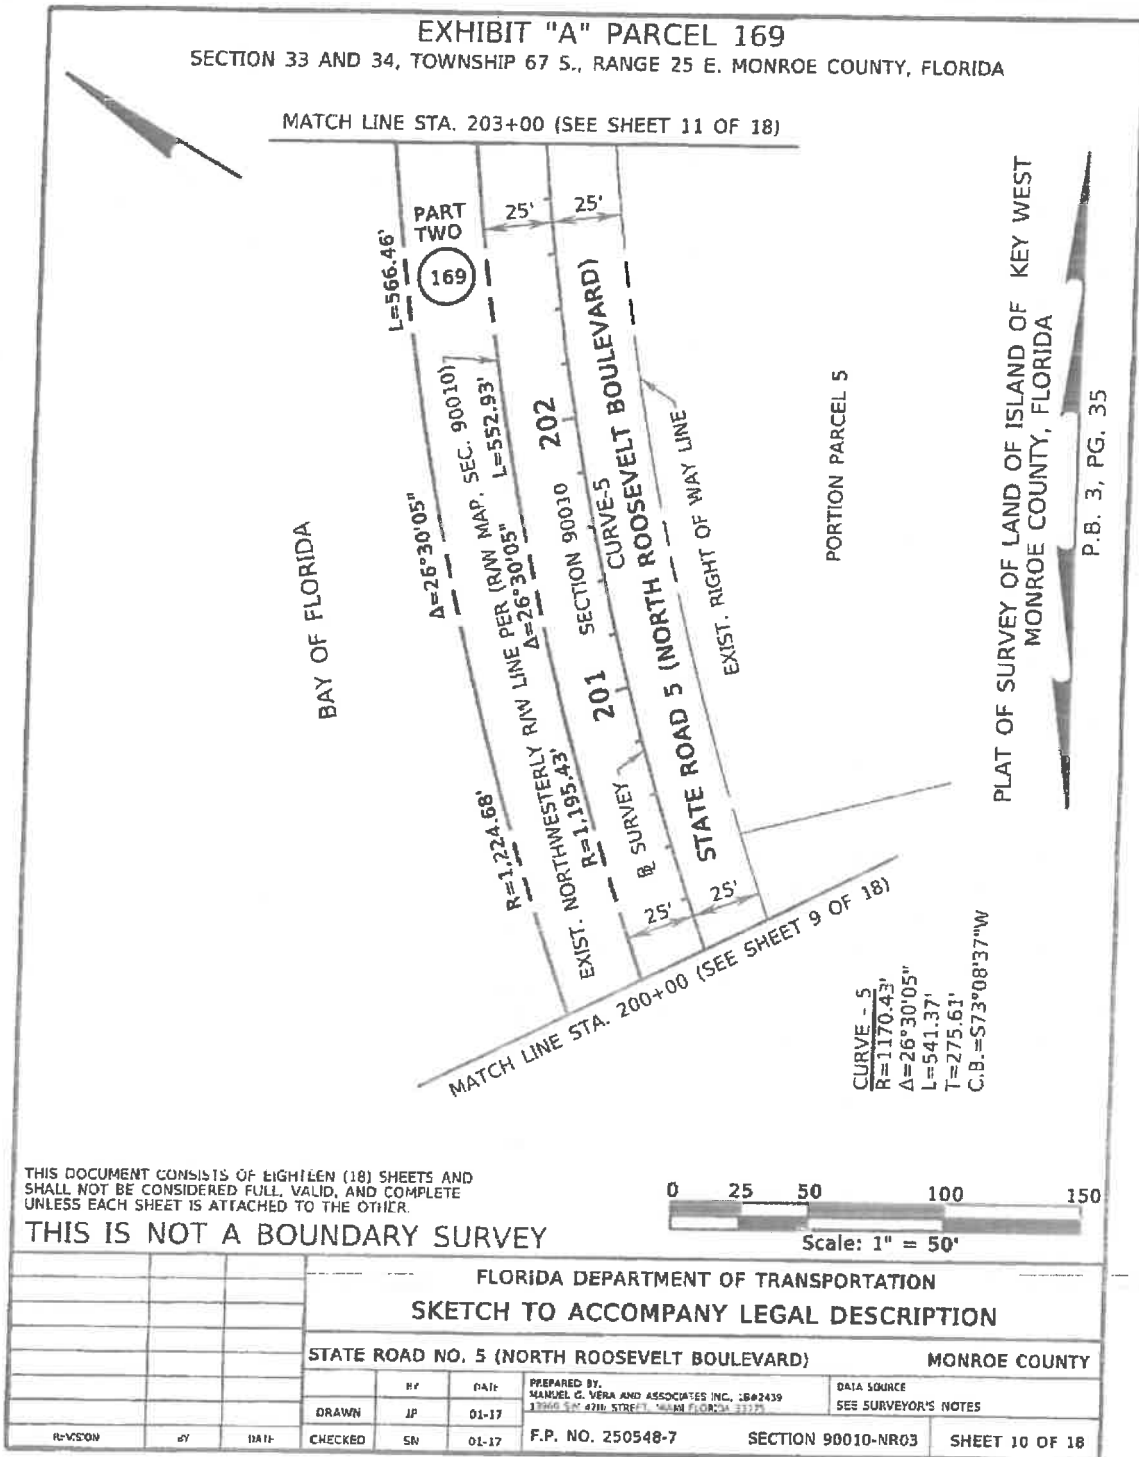 EXHIBIT "A" PARCEL 169
SECTION 33 AND 34, TOWNSHIP 67 S., RANGE 25 E. MONROE COUNTY, FLORIDA
MATCH LINE STA. 203+00 (SEE SHEET 11 OF 18)
PART
TWO
169
25'
25'
L=566.46'
Δ=26°30'05"
R=1,224.68'
EXIST. NORTHWESTERLY R/W LINE PER (R/W MAP, SEC. 90010)
L=552.93'
Δ=26°30'05"
R=1,195.43'
202
201
SECTION 90010
CURVE-5
STATE ROAD 5 (NORTH ROOSEVELT BOULEVARD)
EXIST. RIGHT OF WAY LINE
BAY OF FLORIDA
PORTION PARCEL 5
PLAT OF SURVEY OF LAND OF ISLAND OF KEY WEST
MONROE COUNTY, FLORIDA
P.B. 3, PG. 35
BL SURVEY
25'
25'
MATCH LINE STA. 200+00 (SEE SHEET 9 OF 18)
CURVE - 5
R=1170.43'
Δ=26°30'05"
L=541.37'
T=275.61'
C.B.=S73°08'37"W
THIS DOCUMENT CONSISTS OF EIGHTEEN (18) SHEETS AND
SHALL NOT BE CONSIDERED FULL, VALID, AND COMPLETE
UNLESS EACH SHEET IS ATTACHED TO THE OTHER.
THIS IS NOT A BOUNDARY SURVEY
0 25 50 100 150
Scale: 1" = 50'
FLORIDA DEPARTMENT OF TRANSPORTATION
SKETCH TO ACCOMPANY LEGAL DESCRIPTION
STATE ROAD NO. 5 (NORTH ROOSEVELT BOULEVARD) MONROE COUNTY
BY DATE
PREPARED BY:
MANUEL G. VERA AND ASSOCIATES INC., LB#2439
13960 SW 47th STREET, MIAMI FLORIDA 33175
DATA SOURCE
SEE SURVEYOR'S NOTES
DRAWN JP 01-17
REVISION BY DATE CHECKED SN 01-17
F.P. NO. 250548-7 SECTION 90010-NR03 SHEET 10 OF 18